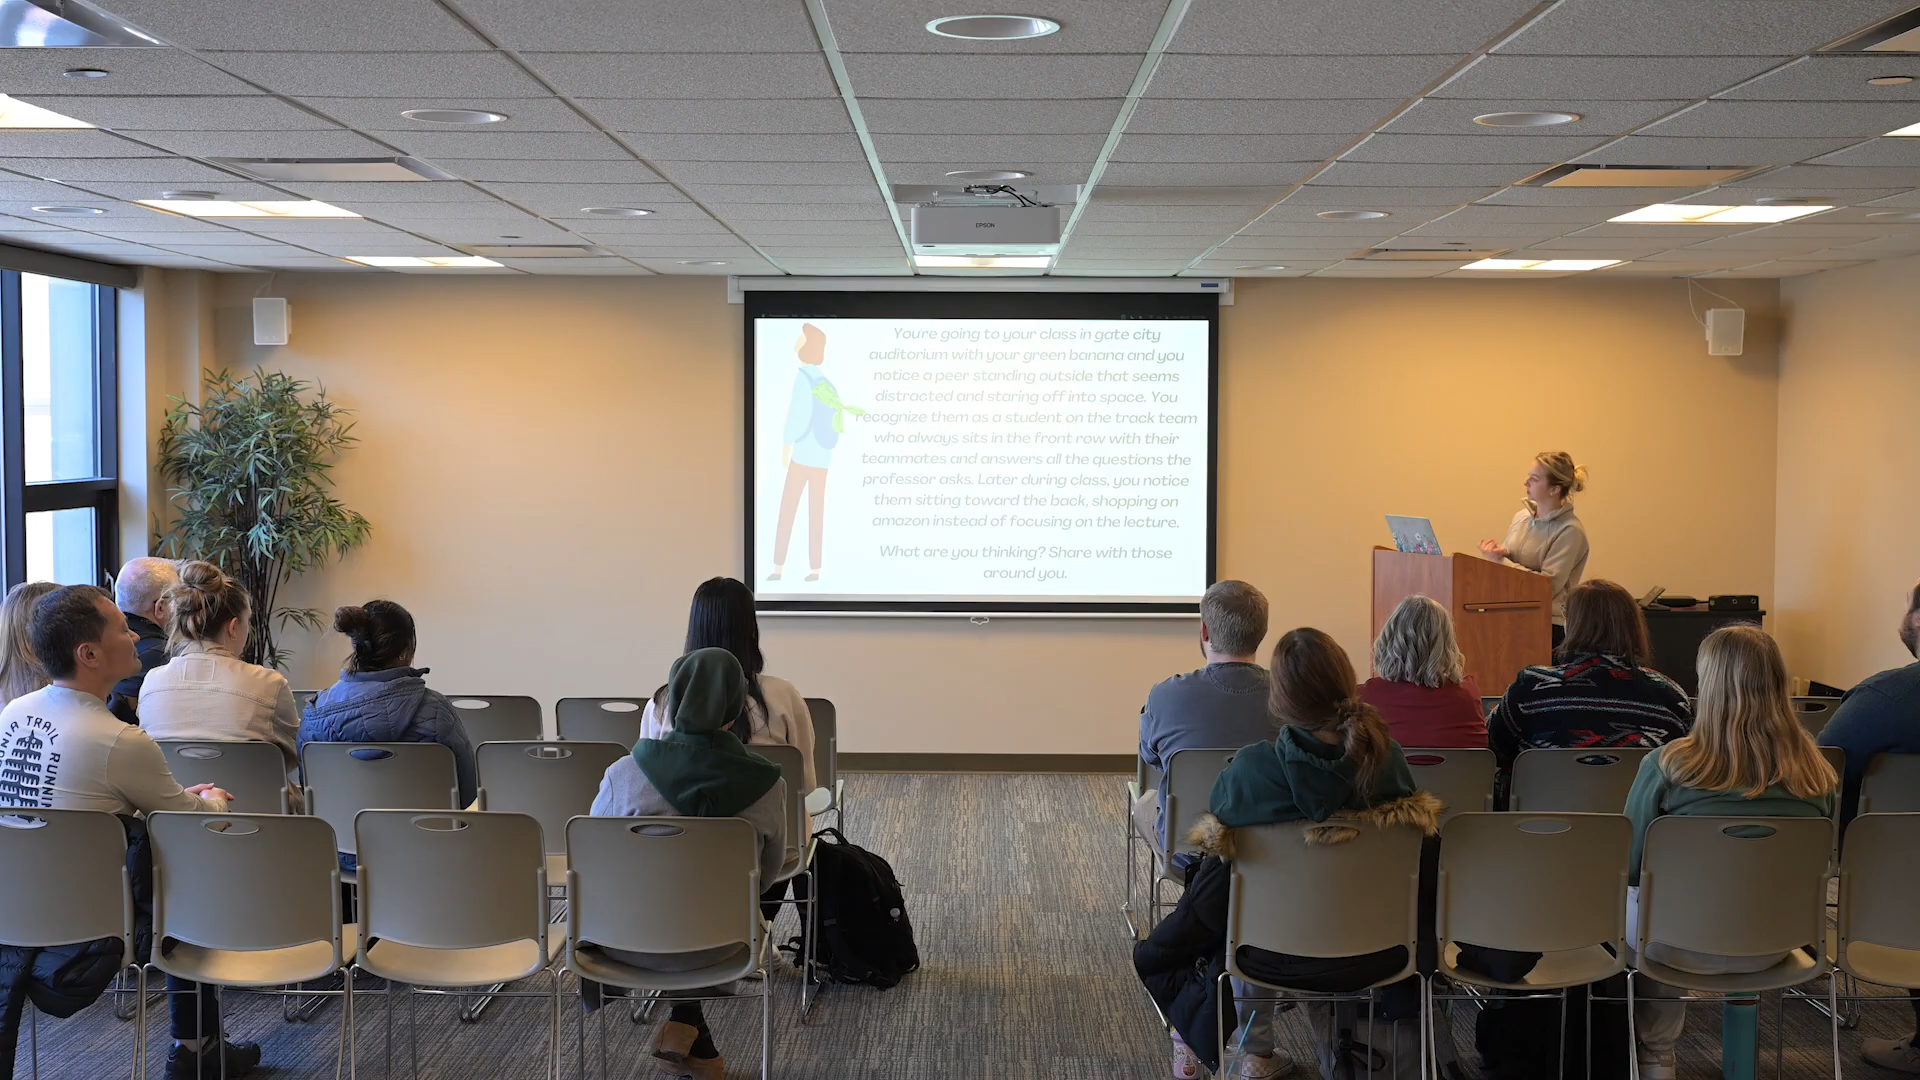 EPSON
You're going to your class in gate city
auditorium with your green banana and you
notice a peer standing outside that seems
distracted and staring off into space. You
recognize them as a student on the track team
who always sits in the front row with their
teammates and answers all the questions the
professor asks. Later during class, you notice
them sitting toward the back, shopping on
amazon instead of focusing on the lecture.
What are you thinking? Share with those
around you.
TRAIL RUNNIN